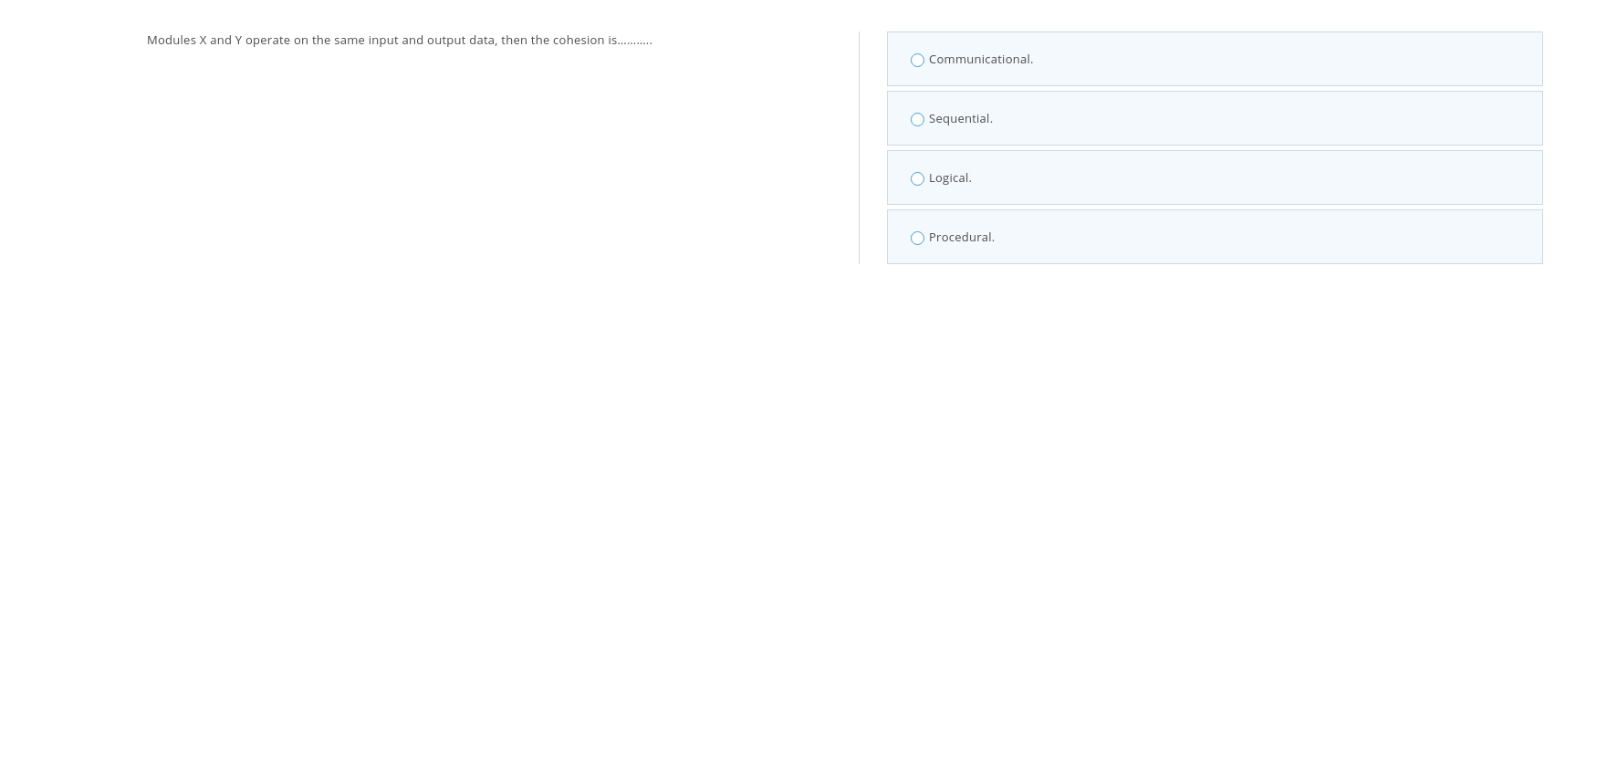 Modules X and Y operate on the same input and output data, then the cohesion is...........
Communicational.
Sequential.
Logical.
Procedural.